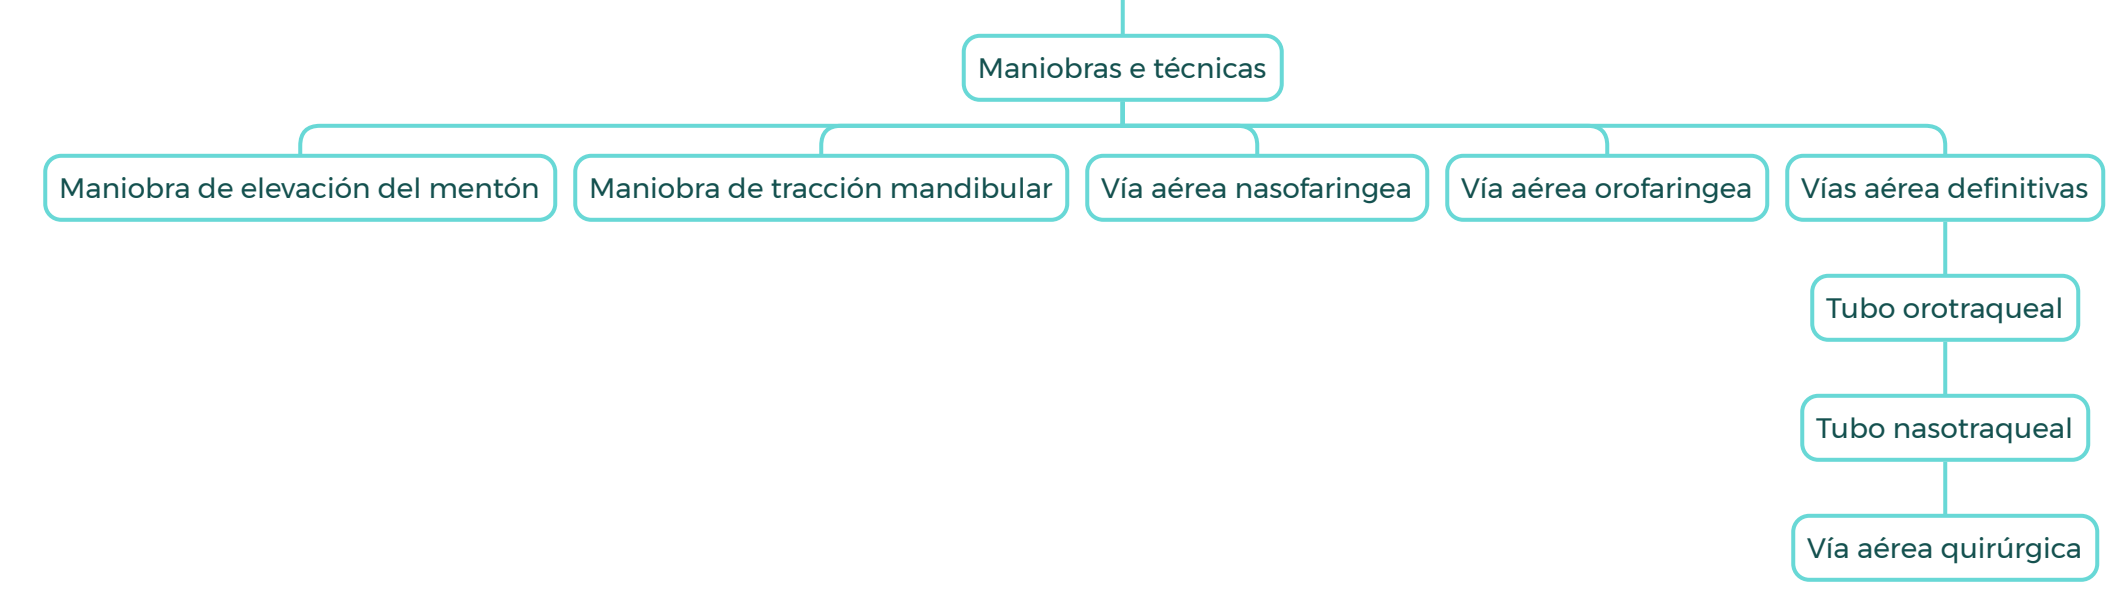 Maniobras e técnicas
Maniobra de elevación del mentón
Maniobra de tracción mandibular
Vía aérea nasofaringea
Vía aérea orofaringea
Vías aérea definitivas
Tubo orotraqueal
Tubo nasotraqueal
Vía aérea quirúrgica